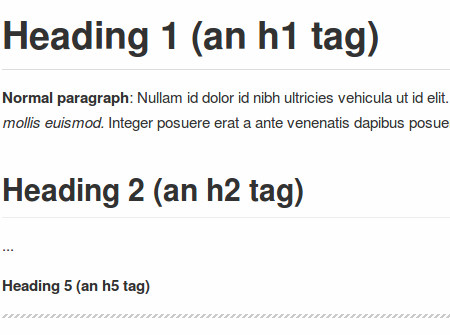 Heading 1 (an h1 tag)
Normal paragraph: Nullam id dolor id nibh ultricies vehicula ut id elit.
mollis euismod. Integer posuere erat a ante venenatis dapibus posue
Heading 2 (an h2 tag)
...
Heading 5 (an h5 tag)